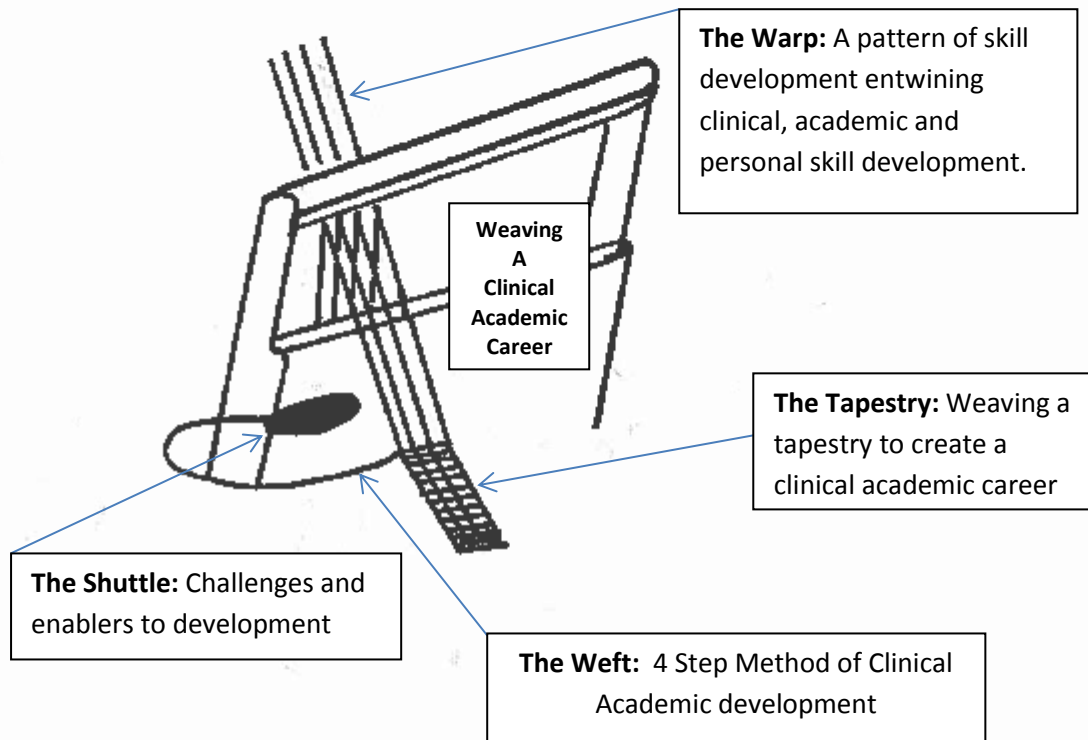 The Warp: A pattern of skill
development entwining
clinical, academic and
personal skill development.
Weaving
A
Clinical
Academic
Career
The Tapestry: Weaving a
tapestry to create a
clinical academic career
The Shuttle: Challenges and
enablers to development
The Weft: 4 Step Method of Clinical
Academic development